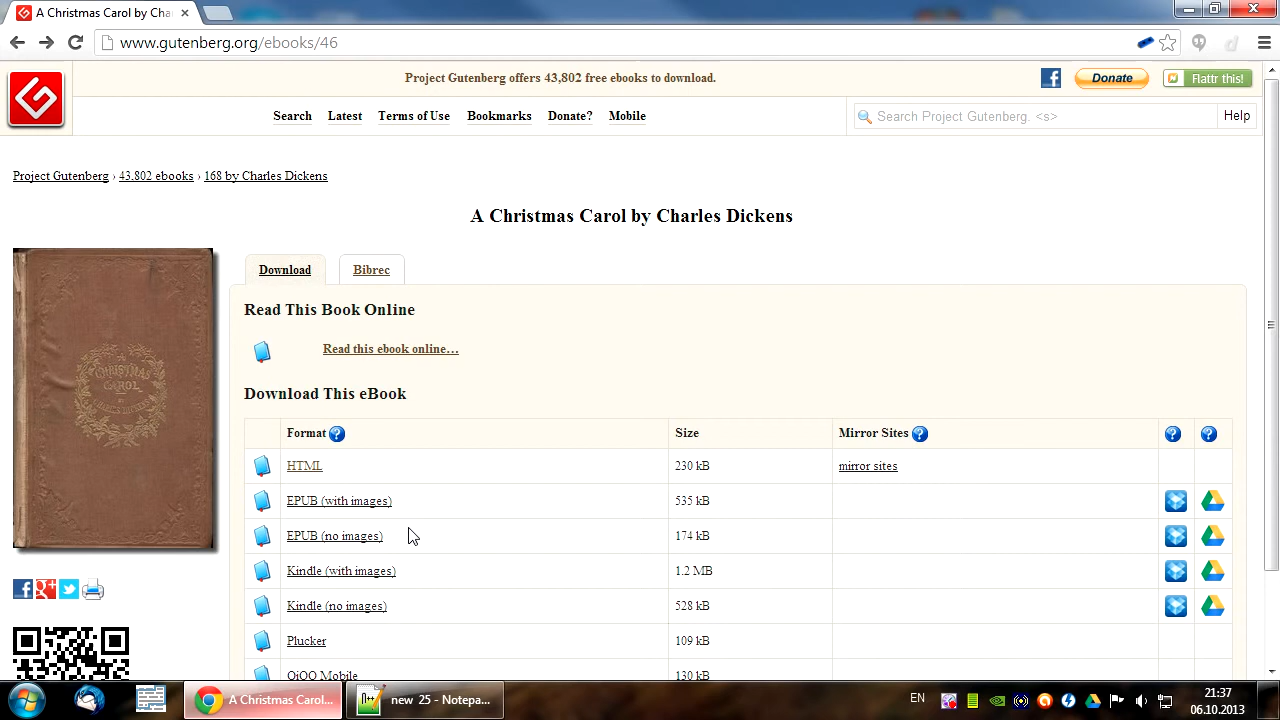 A Christmas Carol by Cha
www.gutenberg.org/ebooks/46
Project Gutenberg offers 43,802 free ebooks to download.
Donate
Flattr this!
Search Latest Terms of Use Bookmarks Donate? Mobile
Search Project Gutenberg. <s>
Help
Project Gutenberg › 43,802 ebooks › 168 by Charles Dickens
A Christmas Carol by Charles Dickens
A
CHRISTMAS
CAROL
BY
Download Bibrec
Read This Book Online
Read this ebook online…
Download This eBook
Format ? Size Mirror Sites ? ? ?
HTML 230 kB mirror sites
EPUB (with images) 535 kB
EPUB (no images) 174 kB
Kindle (with images) 1.2 MB
Kindle (no images) 528 kB
Plucker 109 kB
QiOO Mobile 130 kB
A Christmas Carol...
new 25 - Notepa...
EN
21:37
06.10.2013